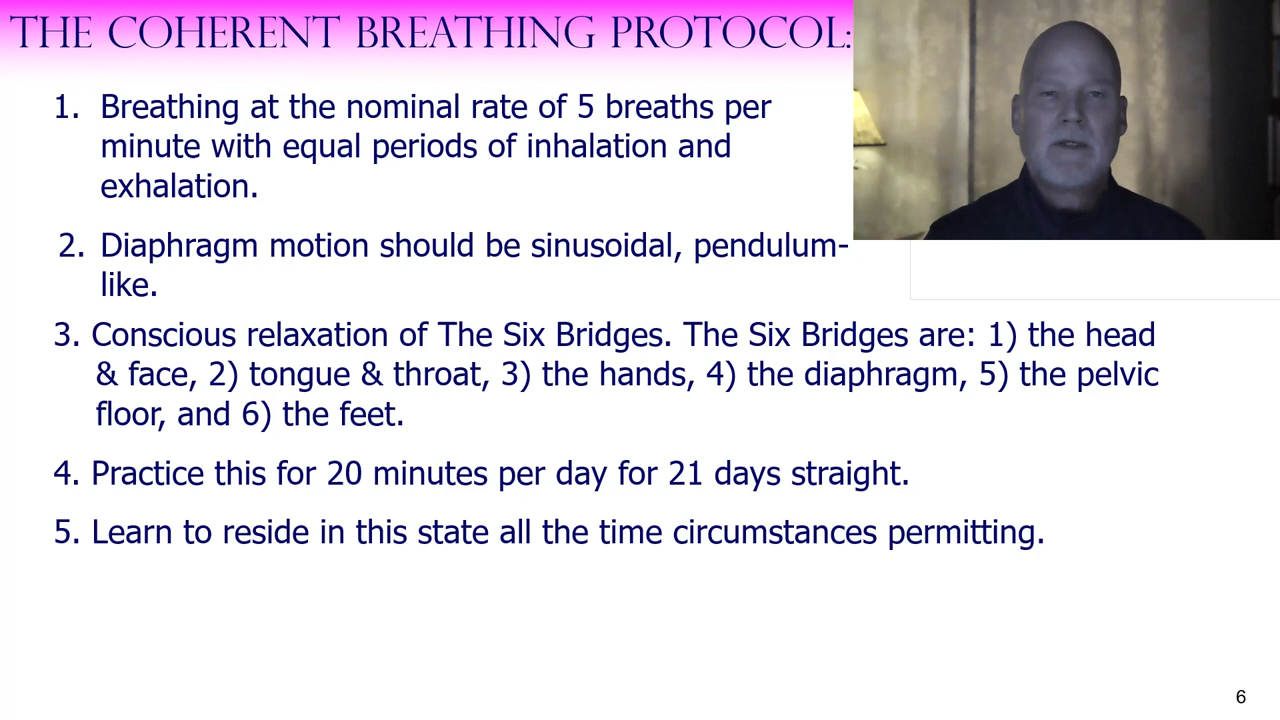 THE COHERENT BREATHING PROTOCOL:
1. Breathing at the nominal rate of 5 breaths per
minute with equal periods of inhalation and
exhalation.
2. Diaphragm motion should be sinusoidal, pendulum-
like.
3. Conscious relaxation of The Six Bridges. The Six Bridges are: 1) the head
& face, 2) tongue & throat, 3) the hands, 4) the diaphragm, 5) the pelvic
floor, and 6) the feet.
4. Practice this for 20 minutes per day for 21 days straight.
5. Learn to reside in this state all the time circumstances permitting.
6